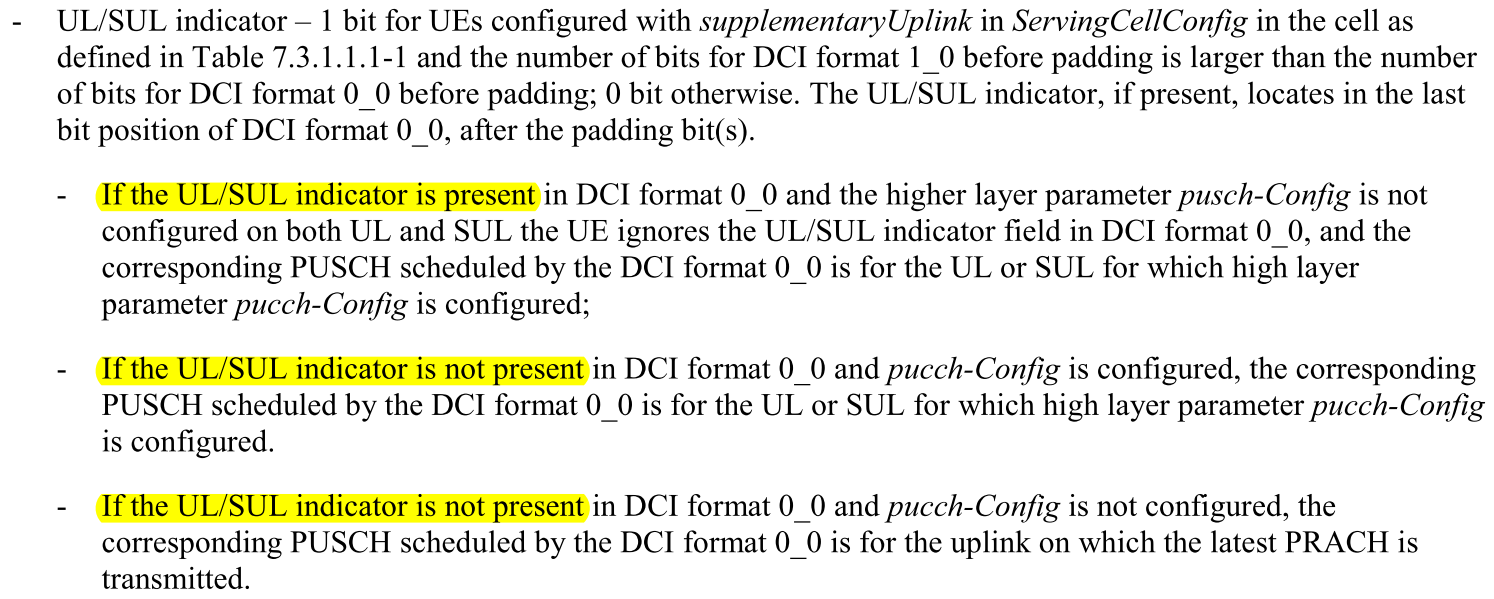 - UL/SUL indicator – 1 bit for UEs configured with supplementaryUplink in ServingCellConfig in the cell as
defined in Table 7.3.1.1.1-1 and the number of bits for DCI format 1_0 before padding is larger than the number
of bits for DCI format 0_0 before padding; 0 bit otherwise. The UL/SUL indicator, if present, locates in the last
bit position of DCI format 0_0, after the padding bit(s).
- If the UL/SUL indicator is present in DCI format 0_0 and the higher layer parameter pusch-Config is not
configured on both UL and SUL the UE ignores the UL/SUL indicator field in DCI format 0_0, and the
corresponding PUSCH scheduled by the DCI format 0_0 is for the UL or SUL for which high layer
parameter pucch-Config is configured;
- If the UL/SUL indicator is not present in DCI format 0_0 and pucch-Config is configured, the corresponding
PUSCH scheduled by the DCI format 0_0 is for the UL or SUL for which high layer parameter pucch-Config
is configured.
- If the UL/SUL indicator is not present in DCI format 0_0 and pucch-Config is not configured, the
corresponding PUSCH scheduled by the DCI format 0_0 is for the uplink on which the latest PRACH is
transmitted.